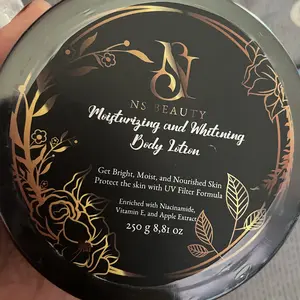 NS
NS BEAUTY
Moisturizing and Whitening
Body Lotion
Get Bright, Moist, and Nourished Skin
Protect the skin with UV Filter Formula
Enriched with Niacinamide,
Vitamin E, and Apple Extract
250 g 8,81 oz